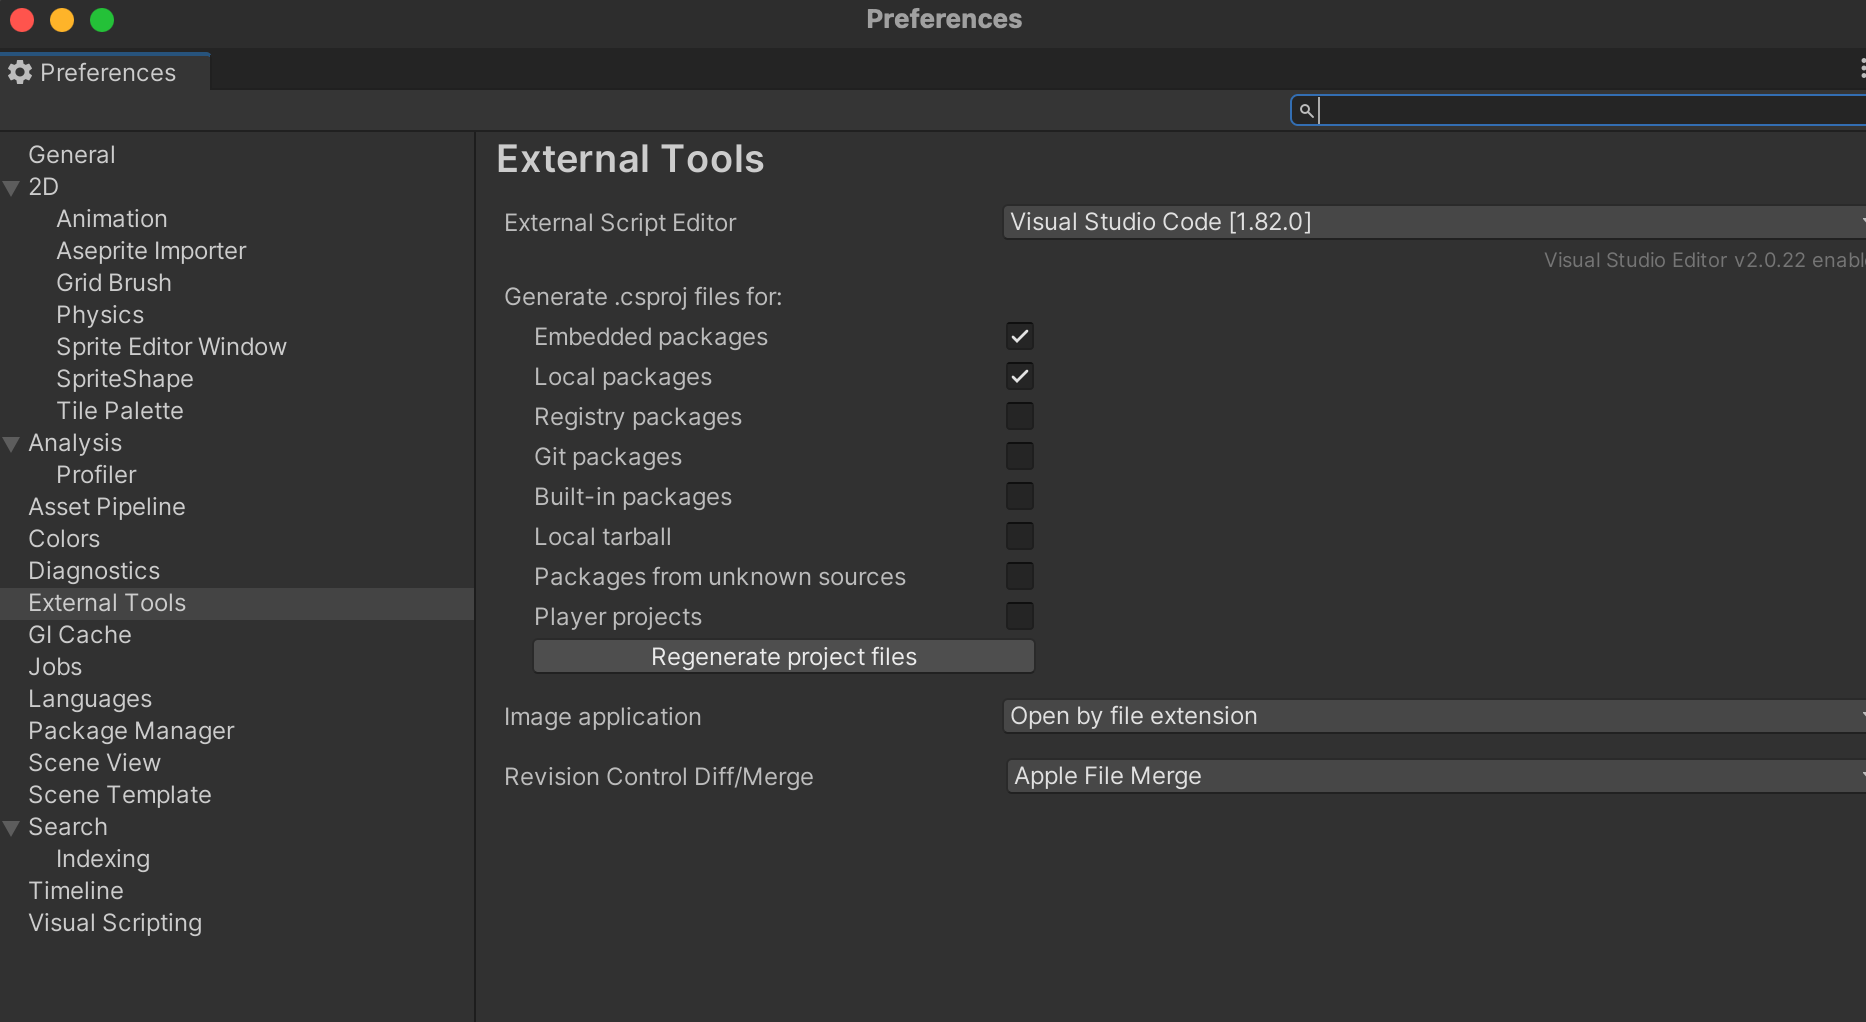 Preferences
Preferences
General
2D
Animation
Aseprite Importer
Grid Brush
Physics
Sprite Editor Window
SpriteShape
Tile Palette
Analysis
Profiler
Asset Pipeline
Colors
Diagnostics
External Tools
GI Cache
Jobs
Languages
Package Manager
Scene View
Scene Template
Search
Indexing
Timeline
Visual Scripting
External Tools
External Script Editor Visual Studio Code [1.82.0]
Visual Studio Editor v2.0.22 enabl
Generate .csproj files for:
Embedded packages
Local packages
Registry packages
Git packages
Built-in packages
Local tarball
Packages from unknown sources
Player projects
Regenerate project files
Image application Open by file extension
Revision Control Diff/Merge Apple File Merge